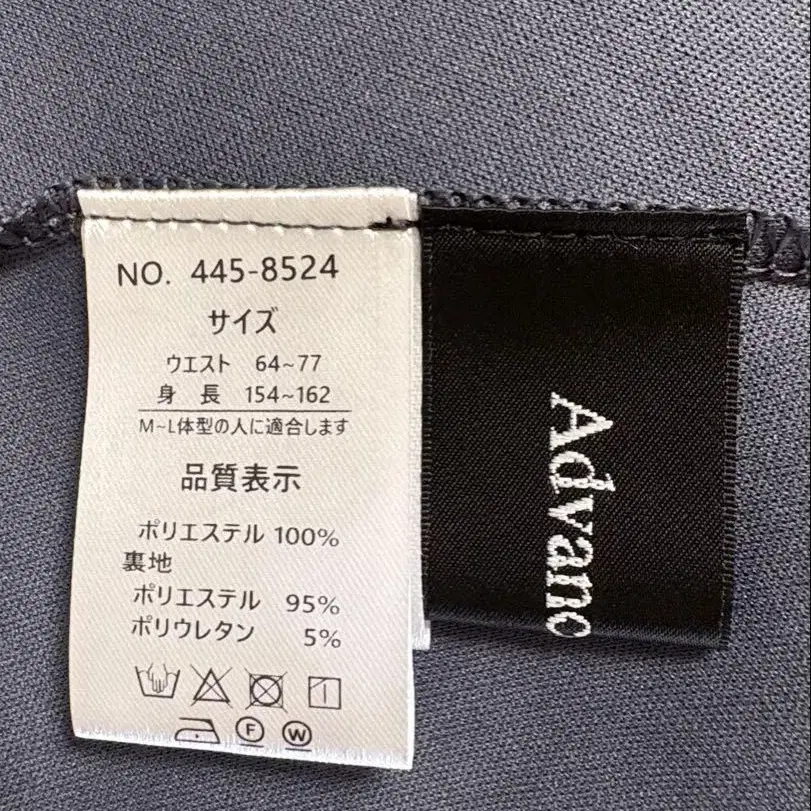 NO. 445-8524
サイズ
ウエスト 64~77
身 長 154~162
M~L体型の人に適合します
品質表示
ポリエステル 100%
裏地
ポリエステル 95%
ポリウレタン 5%
F W
Advanc